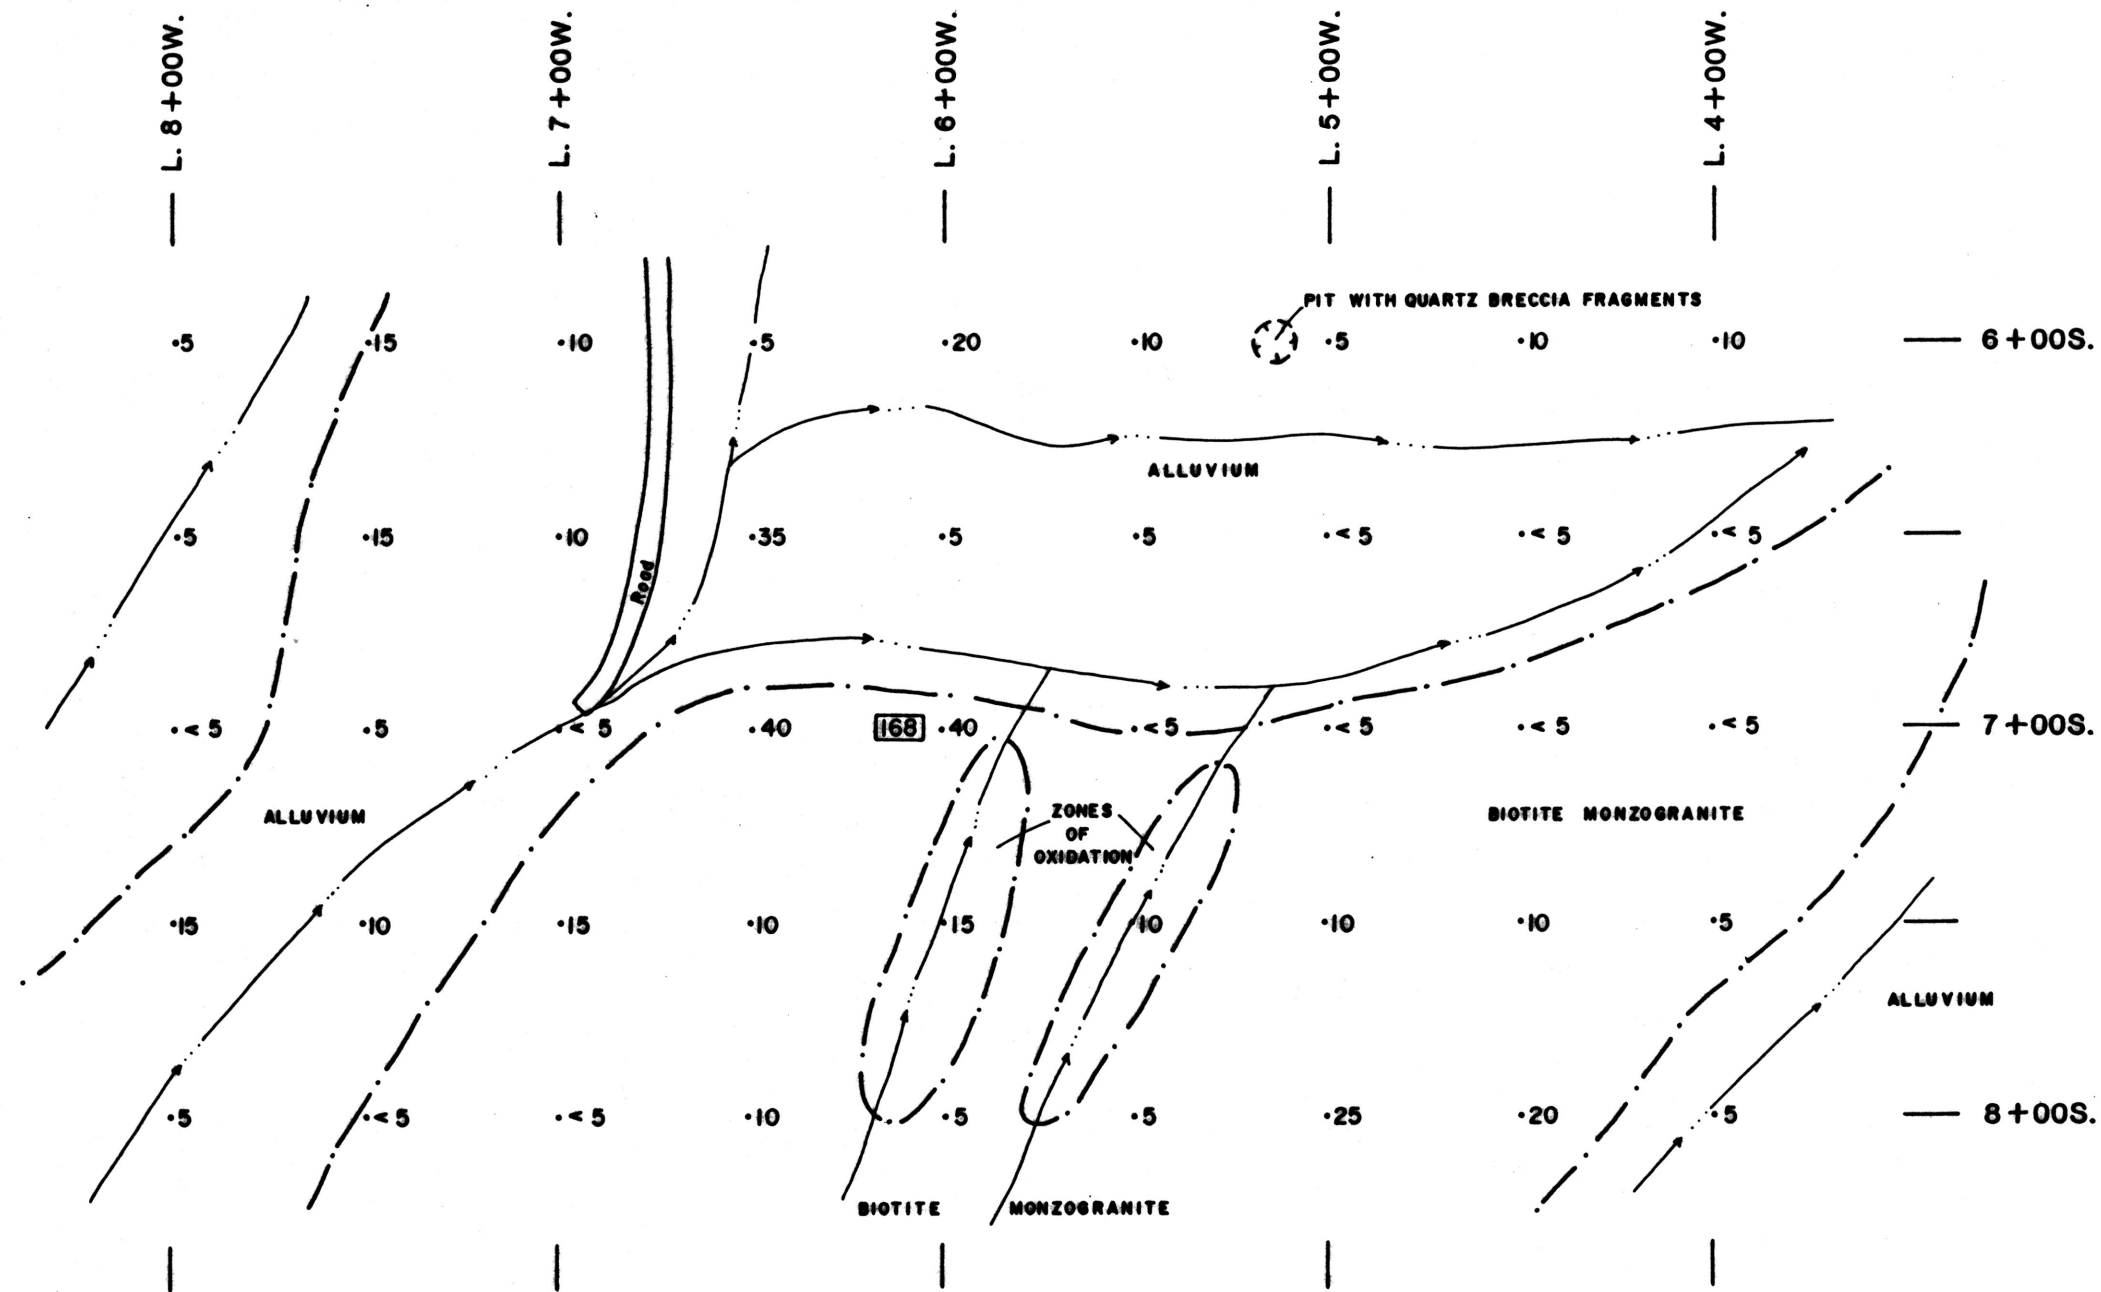 L. 8+00W. L. 7+00W. L. 6+00W. L. 5+00W. L. 4+00W.
PIT WITH QUARTZ BRECCIA FRAGMENTS
.5 .15 .10 .5 .20 .10 .5 .10 .10 6+00S.
ALLUVIUM
.5 .15 .10 .35 .5 .5 .<5 .<5 .<5
Road
.<5 .5 .<5 .40 168 .40 .<5 .<5 .<5 .<5 7+00S.
ALLUVIUM
ZONES
OF
OXIDATION
BIOTITE MONZOGRANITE
.15 .10 .15 .10 .15 .10 .10 .10 .5
ALLUVIUM
.5 .<5 .<5 .10 .5 .5 .25 .20 .5 8+00S.
BIOTITE MONZOGRANITE